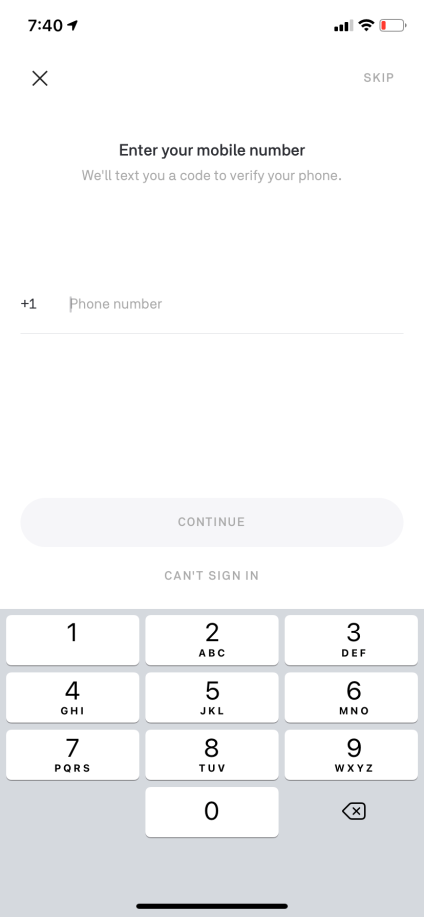 7:40
SKIP
Enter your mobile number
We'll text you a code to verify your phone.
+1 Phone number
CONTINUE
CAN'T SIGN IN
1 2 3
ABC DEF
4 5 6
GHI JKL MNO
7 8 9
PQRS TUV WXYZ
0